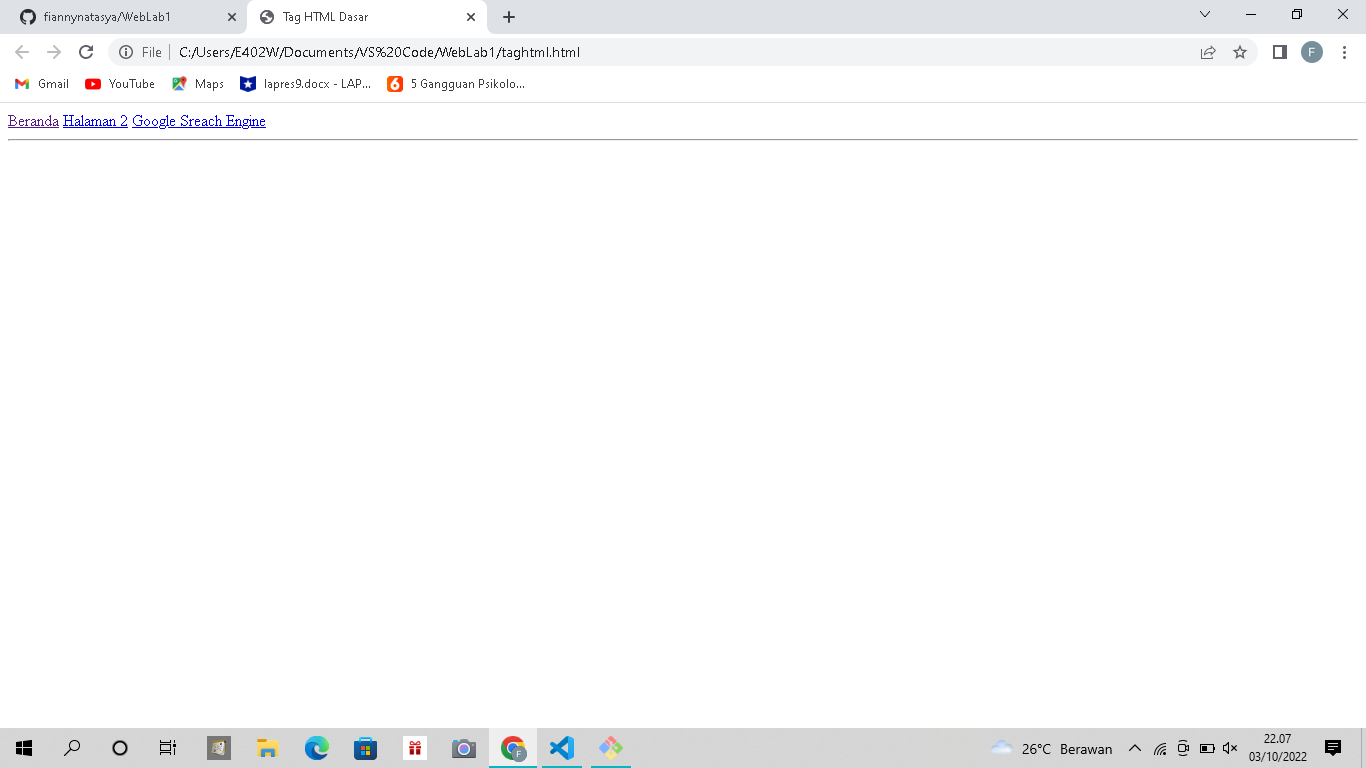 fiannynatasya/WebLab1
Tag HTML Dasar
File
C:/Users/E402W/Documents/VS%20Code/WebLab1/taghtml.html
F
Gmail
YouTube
Maps
lapres9.docx - LAP...
5 Gangguan Psikolo...
Beranda Halaman 2 Google Sreach Engine
F
26°C Berawan
22.07
03/10/2022